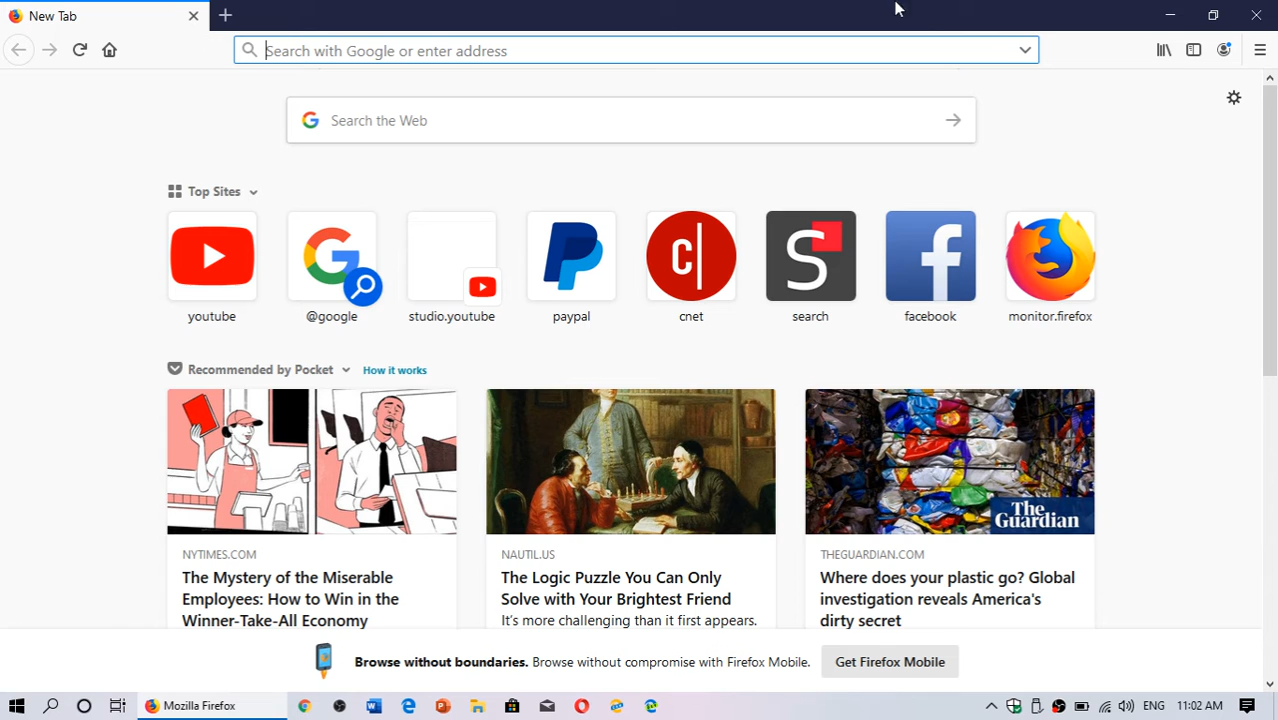 New Tab
Search with Google or enter address
Search the Web
Top Sites
youtube
@google
studio.youtube
paypal
cnet
search
facebook
monitor.firefox
Recommended by Pocket
How it works
The Guardian
NYTIMES.COM
The Mystery of the Miserable
Employees: How to Win in the
Winner-Take-All Economy
NAUTIL.US
The Logic Puzzle You Can Only
Solve with Your Brightest Friend
It's more challenging than it first appears.
THEGUARDIAN.COM
Where does your plastic go? Global
investigation reveals America's
dirty secret
Browse without boundaries. Browse without compromise with Firefox Mobile.
Get Firefox Mobile
Mozilla Firefox
ENG
11:02 AM